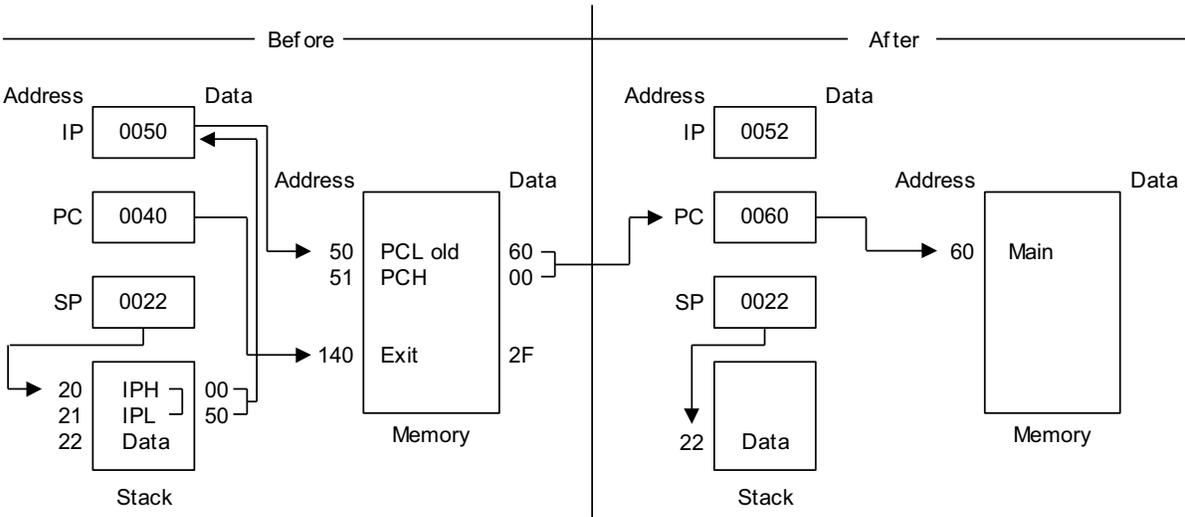 Before
After
Address Data
IP 0050
Address Data
PC 0040
50 PCL old 60
51 PCH 00
SP 0022
140 Exit 2F
20 IPH 00
21 IPL 50
22 Data
Memory
Stack
Address Data
IP 0052
Address Data
PC 0060
60 Main
SP 0022
22 Data
Memory
Stack